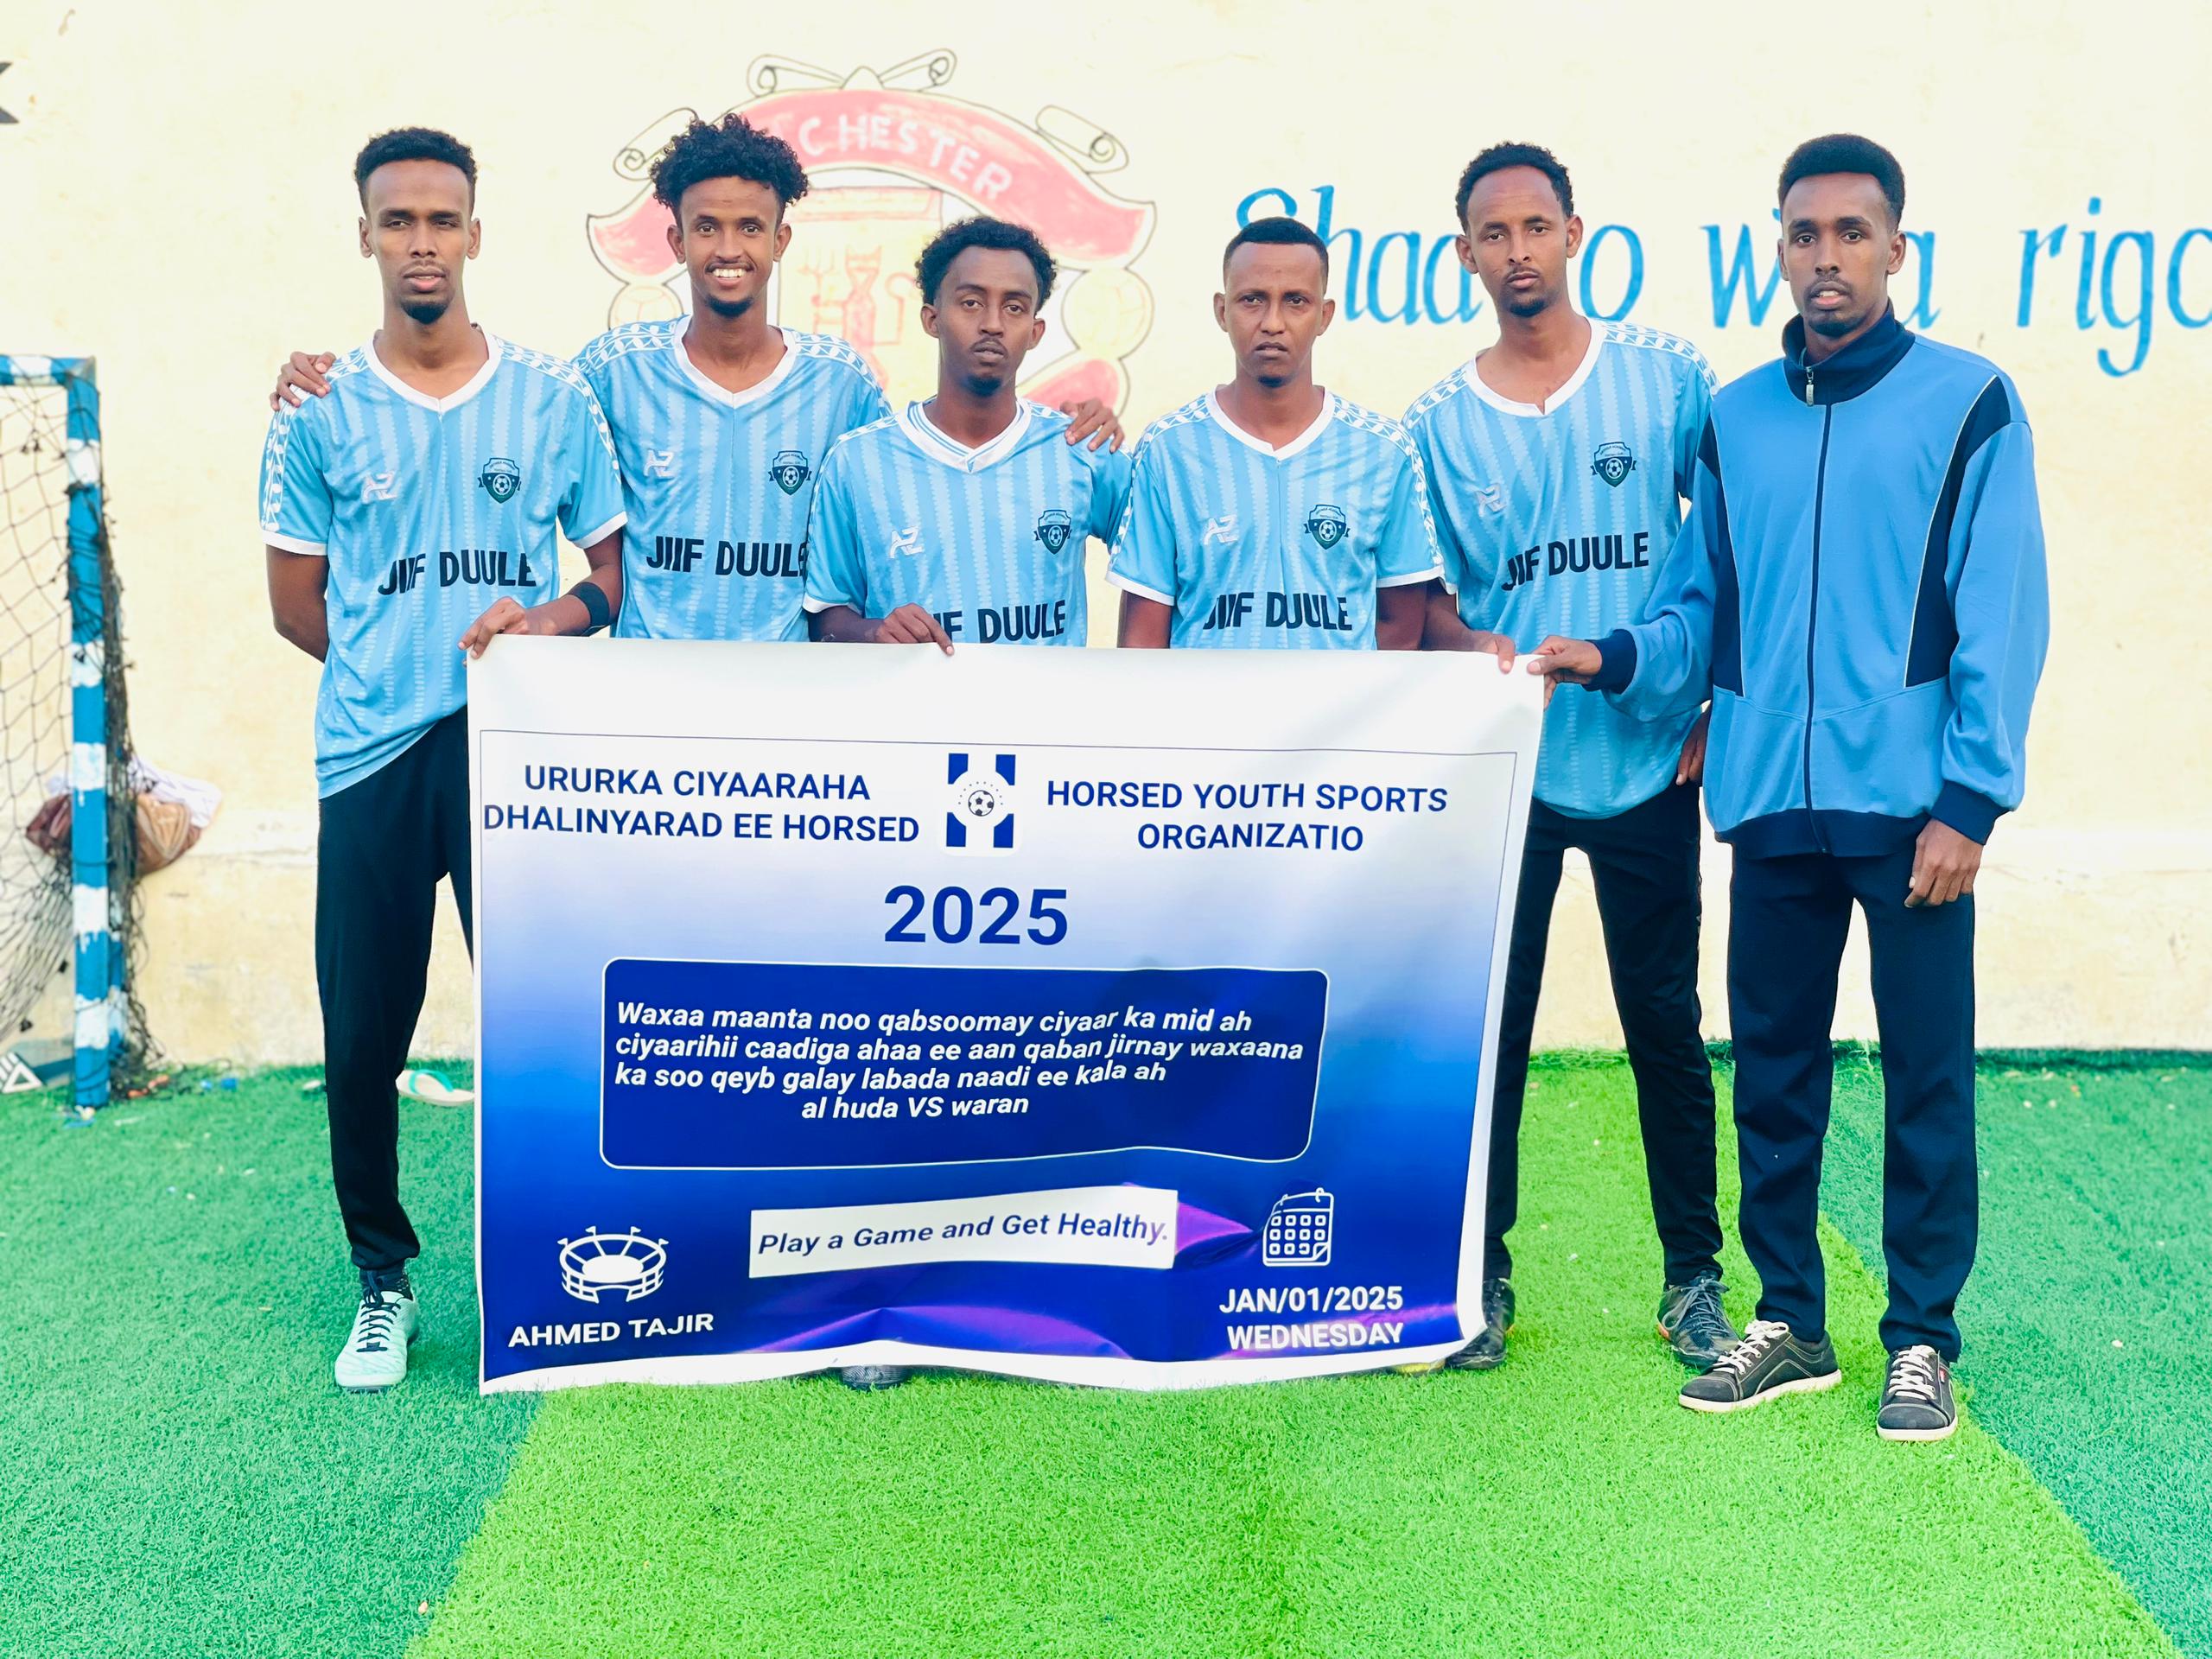 CHESTER
JIIF DUULE
JIIF DUULE
DUULE
JIIF DUULE
JIIF DUULE
URURKA CIYAARAHA
DHALINYARAD EE HORSED
HORSED YOUTH SPORTS
ORGANIZATIO
2025
Waxaa maanta noo qabsoomay ciyaar ka mid ah
ciyaarihii caadiga ahaa ee aan qaban jirnay waxaana
ka soo qeyb galay labada naadi ee kala ah
al huda VS waran
Play a Game and Get Healthy.
AHMED TAJIR
JAN/01/2025
WEDNESDAY